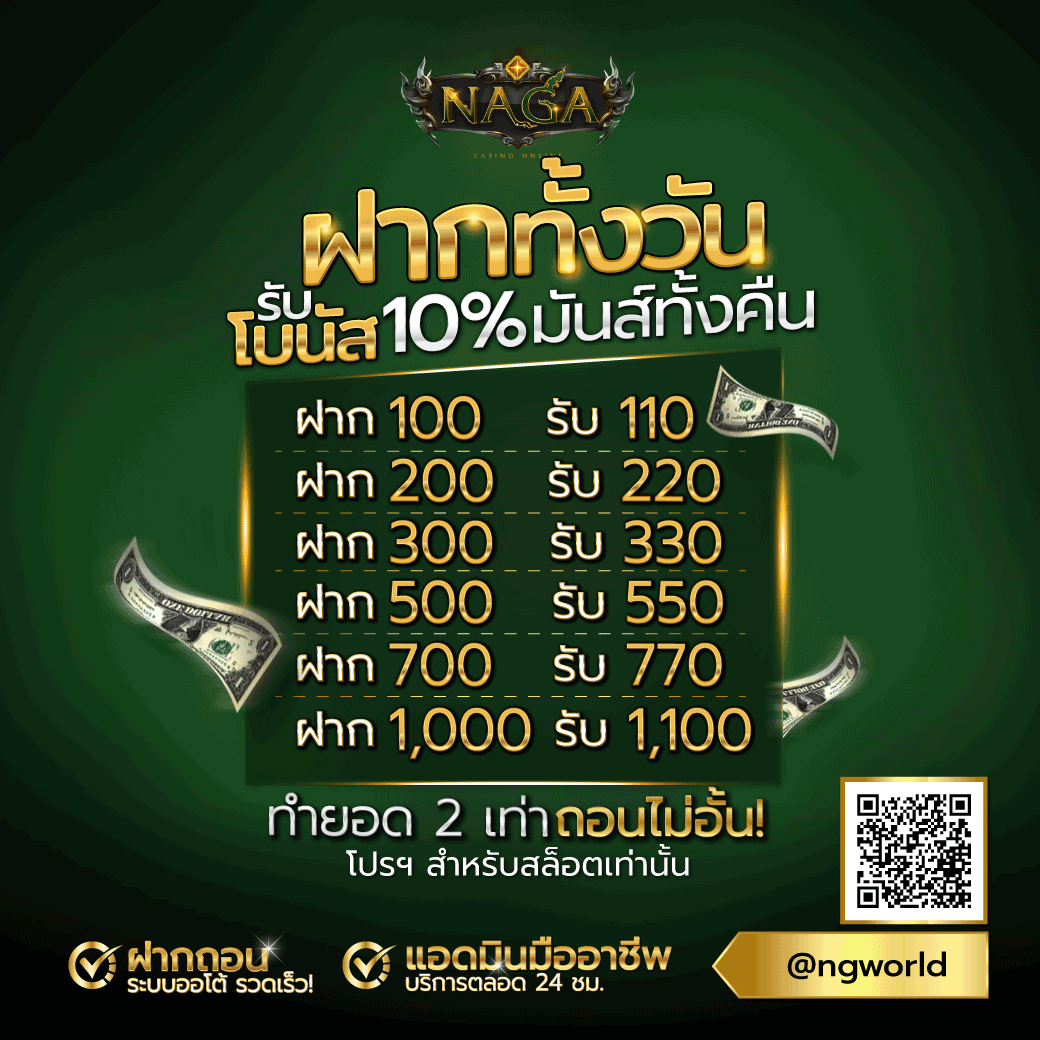 NAGA
CASINO ONLINE
ฝากทั้งวัน
รับโบนัส 10% มันส์ทั้งคืน
ฝาก 100 รับ 110
ฝาก 200 รับ 220
ฝาก 300 รับ 330
ฝาก 500 รับ 550
ฝาก 700 รับ 770
ฝาก 1,000 รับ 1,100
ทำยอด 2 เท่า ถอนไม่อั้น!
โปรฯ สำหรับสล็อตเท่านั้น
ฝากถอน
ระบบออโต้ รวดเร็ว!
แอดมินมืออาชีพ
บริการตลอด 24 ชม.
@ngworld